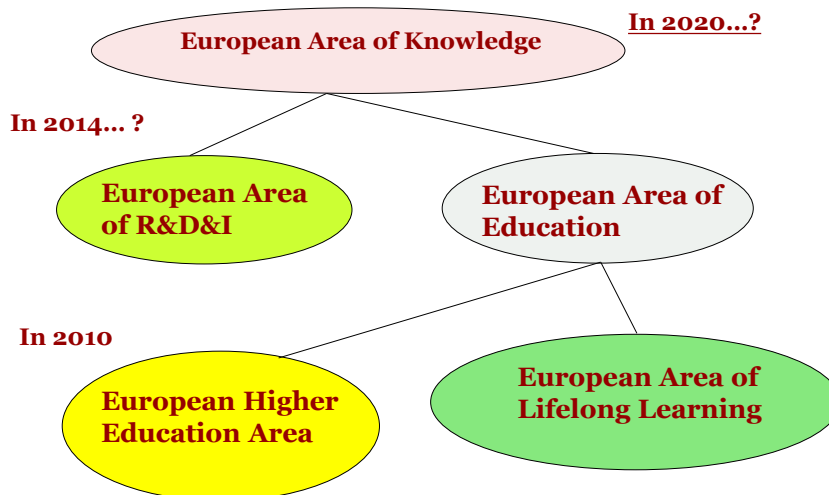 In 2020...?
European Area of Knowledge
In 2014... ?
European Area
of R&D&I
European Area of
Education
In 2010
European Higher
Education Area
European Area of
Lifelong Learning